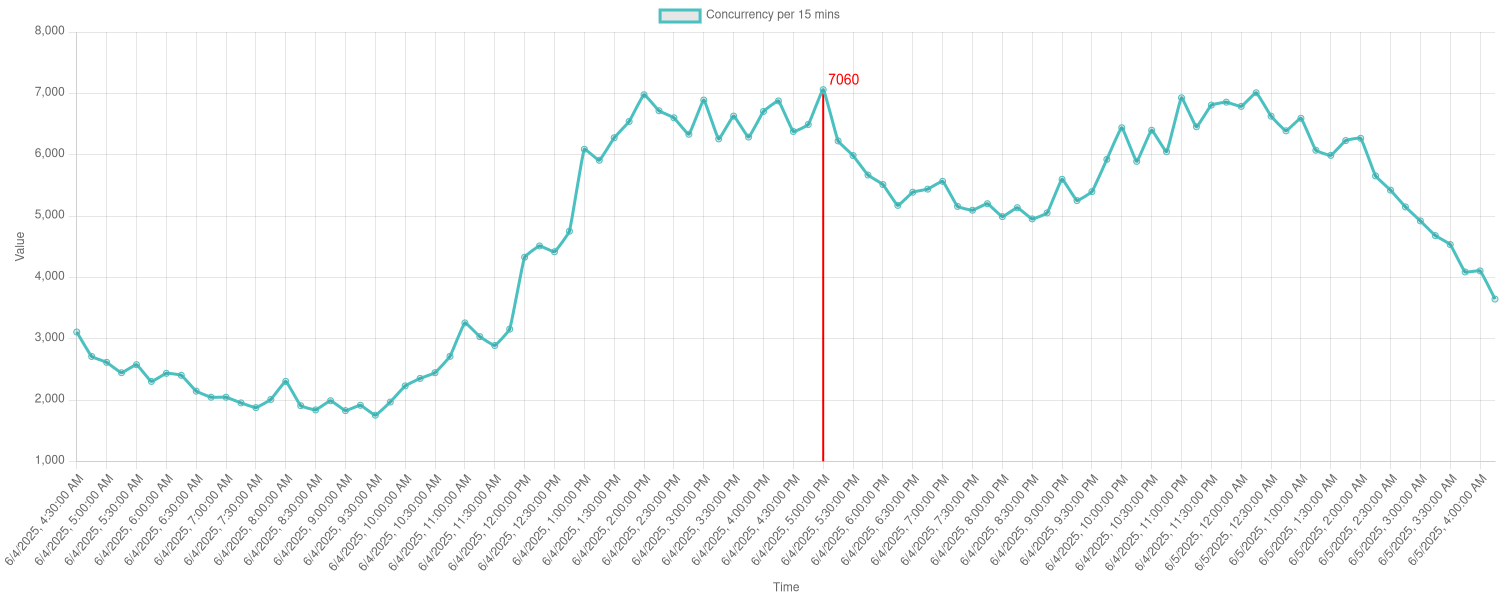 Concurrency per 15 mins
8,000
7,000
6,000
5,000
4,000
3,000
2,000
1,000
Value
7060
6/4/2025, 4:30:00 AM
6/4/2025, 5:00:00 AM
6/4/2025, 5:30:00 AM
6/4/2025, 6:00:00 AM
6/4/2025, 6:30:00 AM
6/4/2025, 7:00:00 AM
6/4/2025, 7:30:00 AM
6/4/2025, 8:00:00 AM
6/4/2025, 8:30:00 AM
6/4/2025, 9:00:00 AM
6/4/2025, 9:30:00 AM
6/4/2025, 10:00:00 AM
6/4/2025, 10:30:00 AM
6/4/2025, 11:00:00 AM
6/4/2025, 11:30:00 AM
6/4/2025, 12:00:00 PM
6/4/2025, 12:30:00 PM
6/4/2025, 1:00:00 PM
6/4/2025, 1:30:00 PM
6/4/2025, 2:00:00 PM
6/4/2025, 2:30:00 PM
6/4/2025, 3:00:00 PM
6/4/2025, 3:30:00 PM
6/4/2025, 4:00:00 PM
6/4/2025, 4:30:00 PM
6/4/2025, 5:00:00 PM
6/4/2025, 5:30:00 PM
6/4/2025, 6:00:00 PM
6/4/2025, 6:30:00 PM
6/4/2025, 7:00:00 PM
6/4/2025, 7:30:00 PM
6/4/2025, 8:00:00 PM
6/4/2025, 8:30:00 PM
6/4/2025, 9:00:00 PM
6/4/2025, 9:30:00 PM
6/4/2025, 10:00:00 PM
6/4/2025, 10:30:00 PM
6/4/2025, 11:00:00 PM
6/4/2025, 11:30:00 PM
6/5/2025, 12:00:00 AM
6/5/2025, 12:30:00 AM
6/5/2025, 1:00:00 AM
6/5/2025, 1:30:00 AM
6/5/2025, 2:00:00 AM
6/5/2025, 2:30:00 AM
6/5/2025, 3:00:00 AM
6/5/2025, 3:30:00 AM
6/5/2025, 4:00:00 AM
Time